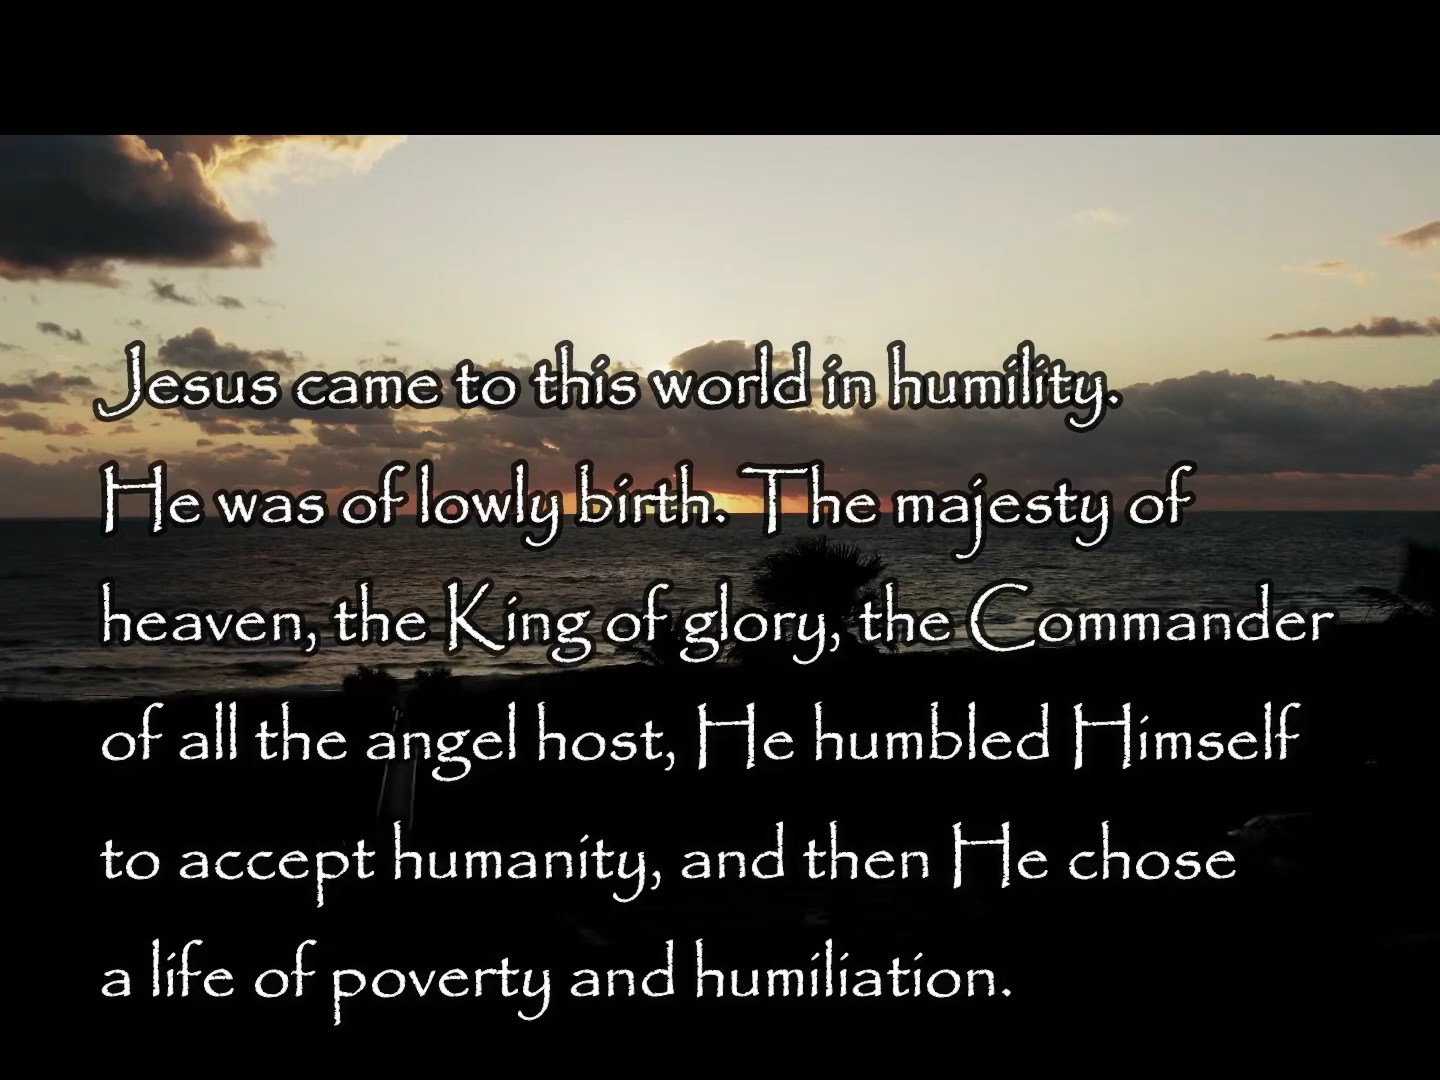 Jesus came to this world in humility.
He was of lowly birth. The majesty of
heaven, the King of glory, the Commander
of all the angel host, He humbled Himself
to accept humanity, and then He chose
a life of poverty and humiliation.